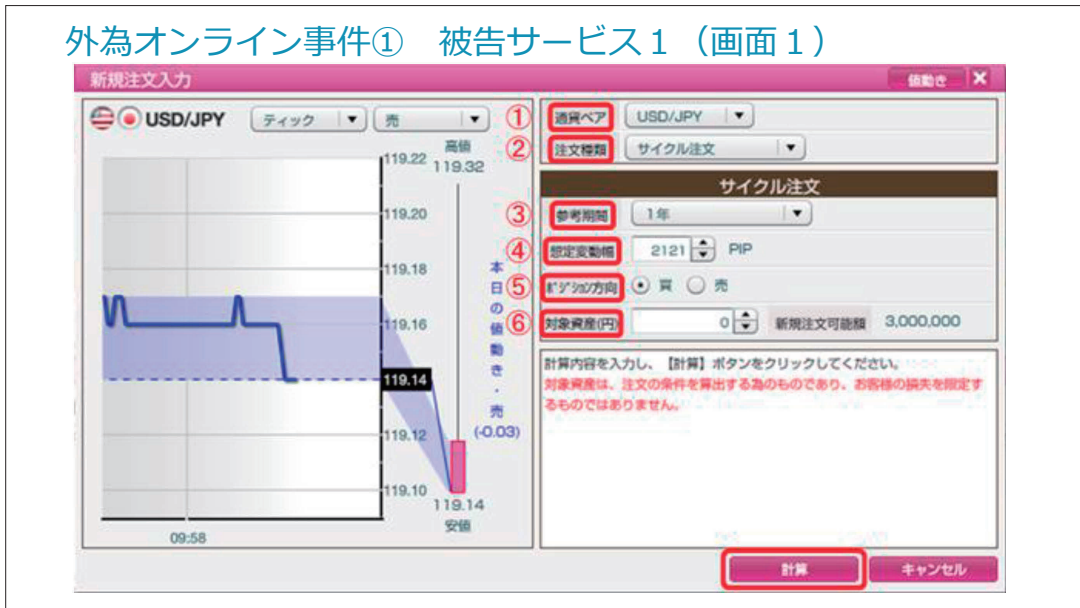 外為オンライン事件① 被告サービス１（画面１）
新規注文入力
値動き ×
USD/JPY ティック ▼ 売 ▼
高値
119.32
119.22
119.20
119.18
119.16
119.14
119.12
119.10
本日の値動き・売
(-0.03)
119.14
安値
09:58
① 通貨ペア USD/JPY ▼
② 注文種類 サイクル注文 ▼
サイクル注文
③ 参考期間 1年 ▼
④ 想定変動幅 2121 PIP
⑤ ﾎﾟｼﾞｼｮﾝ方向 買 売
⑥ 対象資産(円) 0 新規注文可能額 3,000,000
計算内容を入力し、【計算】ボタンをクリックしてください。
対象資産は、注文の条件を算出する為のものであり、お客様の損失を限定す
るものではありません。
計算 キャンセル